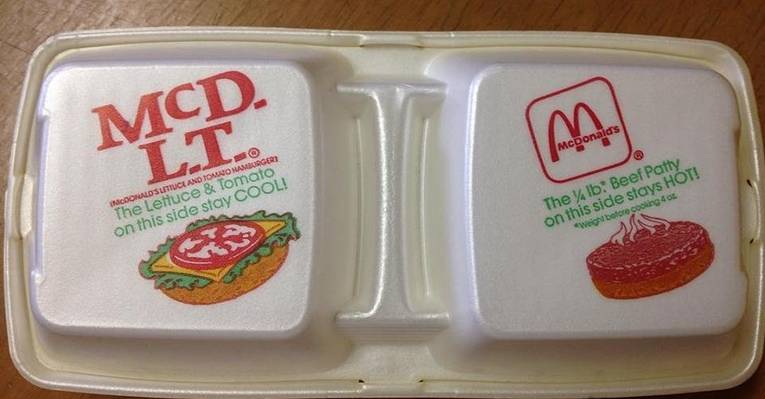 McD.
L.T.®
(McDONALD'S LETTUCE AND TOMATO HAMBURGER)
The Lettuce & Tomato
on this side stay COOL!
McDonald's ®
The ¼ lb.* Beef Patty
on this side stays HOT!
*Weight before cooking 4 oz.